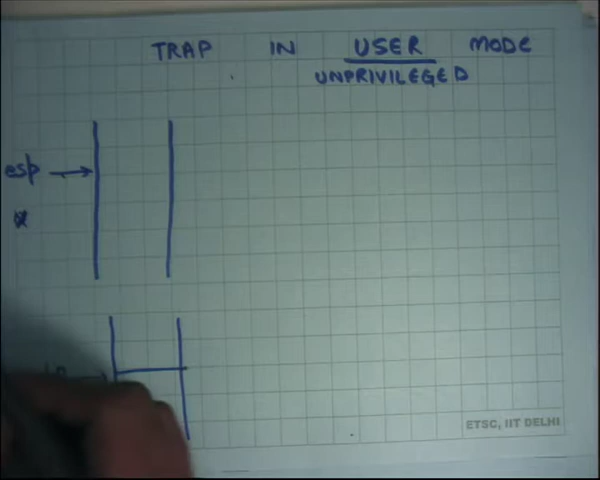 TRAP IN USER MODE
UNPRIVILEGED
esp
ETSC, IIT DELHI